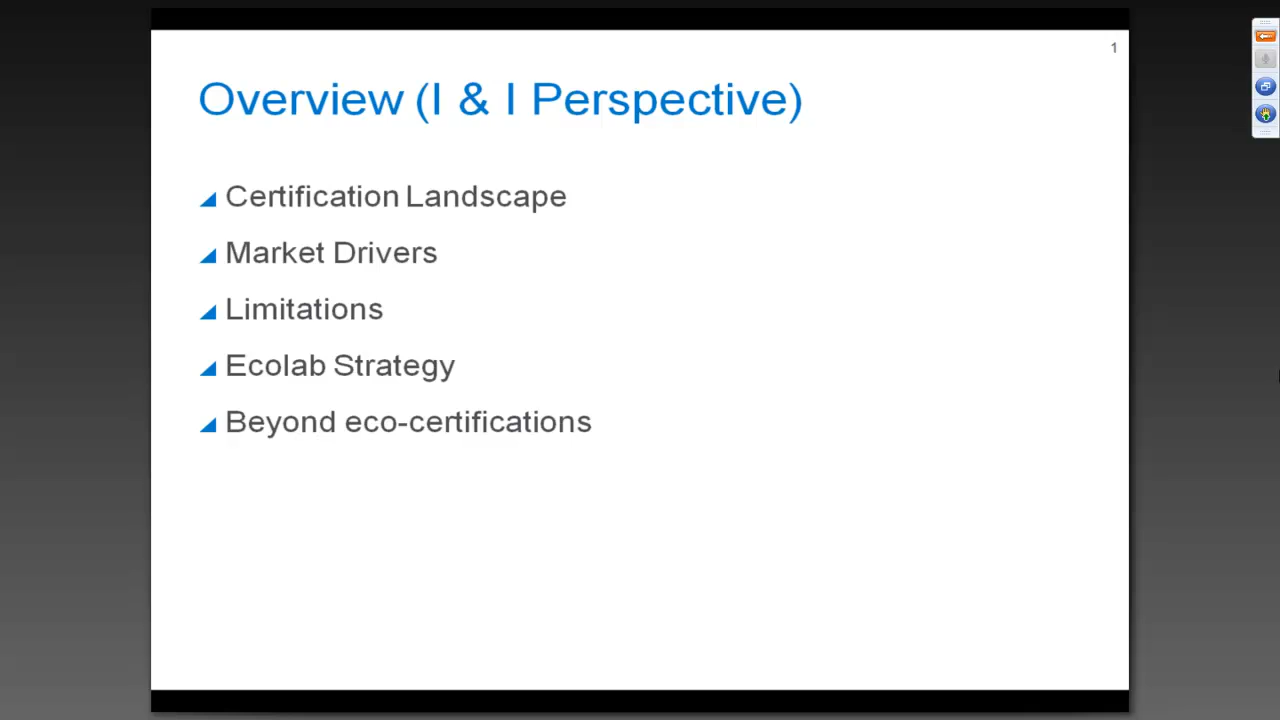 1
Overview (I & I Perspective)
Certification Landscape
Market Drivers
Limitations
Ecolab Strategy
Beyond eco-certifications